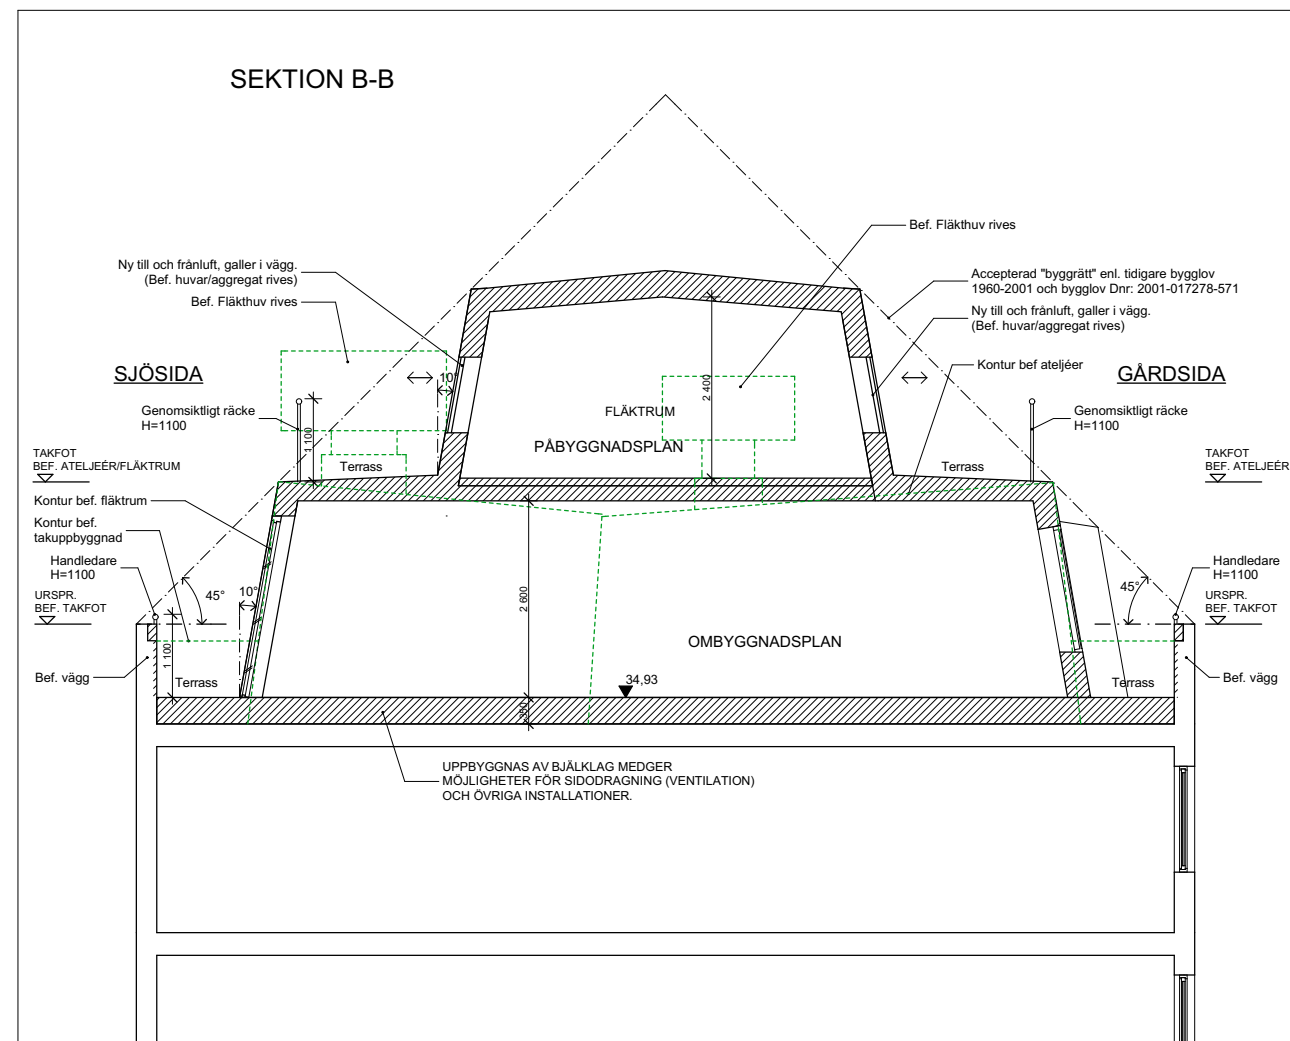 SEKTION B-B
Bef. Fläkthuv rives
Ny till och frånluft, galler i vägg.
(Bef. huvar/aggregat rives)
Bef. Fläkthuv rives
Accepterad "byggrätt" enl. tidigare bygglov
1960-2001 och bygglov Dnr: 2001-017278-571
Ny till och frånluft, galler i vägg.
(Bef. huvar/aggregat rives)
Kontur bef ateljéer
SJÖSIDA
GÅRDSIDA
10°
2 400
Genomsiktligt räcke
H=1100
1 100
FLÄKTRUM
PÅBYGGNADSPLAN
Genomsiktligt räcke
H=1100
TAKFOT
BEF. ATELJEÉR/FLÄKTRUM
Terrass
Terrass
TAKFOT
BEF. ATELJEÉR
Kontur bef. fläktrum
Kontur bef.
takuppbyggnad
Handledare
H=1100
Handledare
H=1100
URSPR.
BEF. TAKFOT
45°
10°
2 600
45°
URSPR.
BEF. TAKFOT
1 100
OMBYGGNADSPLAN
Bef. vägg
Terrass
34,93
Terrass
Bef. vägg
350
UPPBYGGNAS AV BJÄLKLAG MEDGER
MÖJLIGHETER FÖR SIDODRAGNING (VENTILATION)
OCH ÖVRIGA INSTALLATIONER.